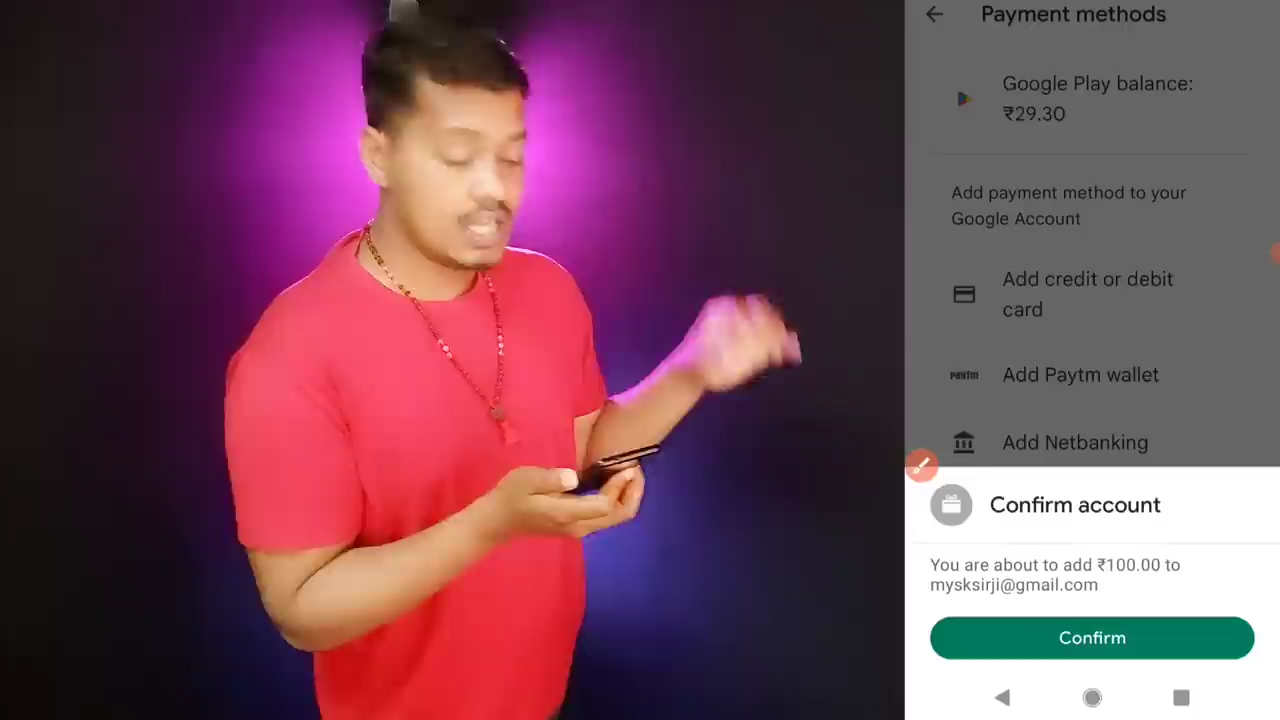 Payment methods
Google Play balance:
₹29.30
Add payment method to your
Google Account
Add credit or debit
card
Paytm
Add Paytm wallet
Add Netbanking
Confirm account
You are about to add ₹100.00 to
mysksirji@gmail.com
Confirm